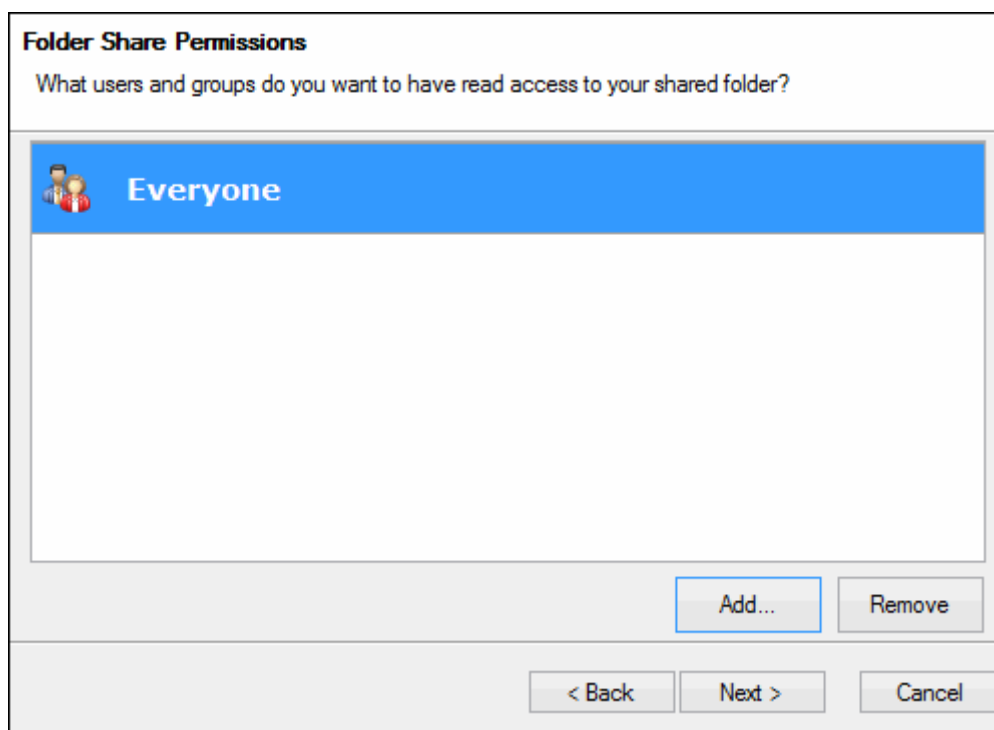 Folder Share Permissions
What users and groups do you want to have read access to your shared folder?
Everyone
Add... Remove
< Back Next > Cancel